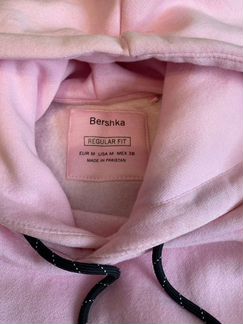 Bershka
REGULAR FIT
EUR M USA M MEX 38
MADE IN PAKISTAN